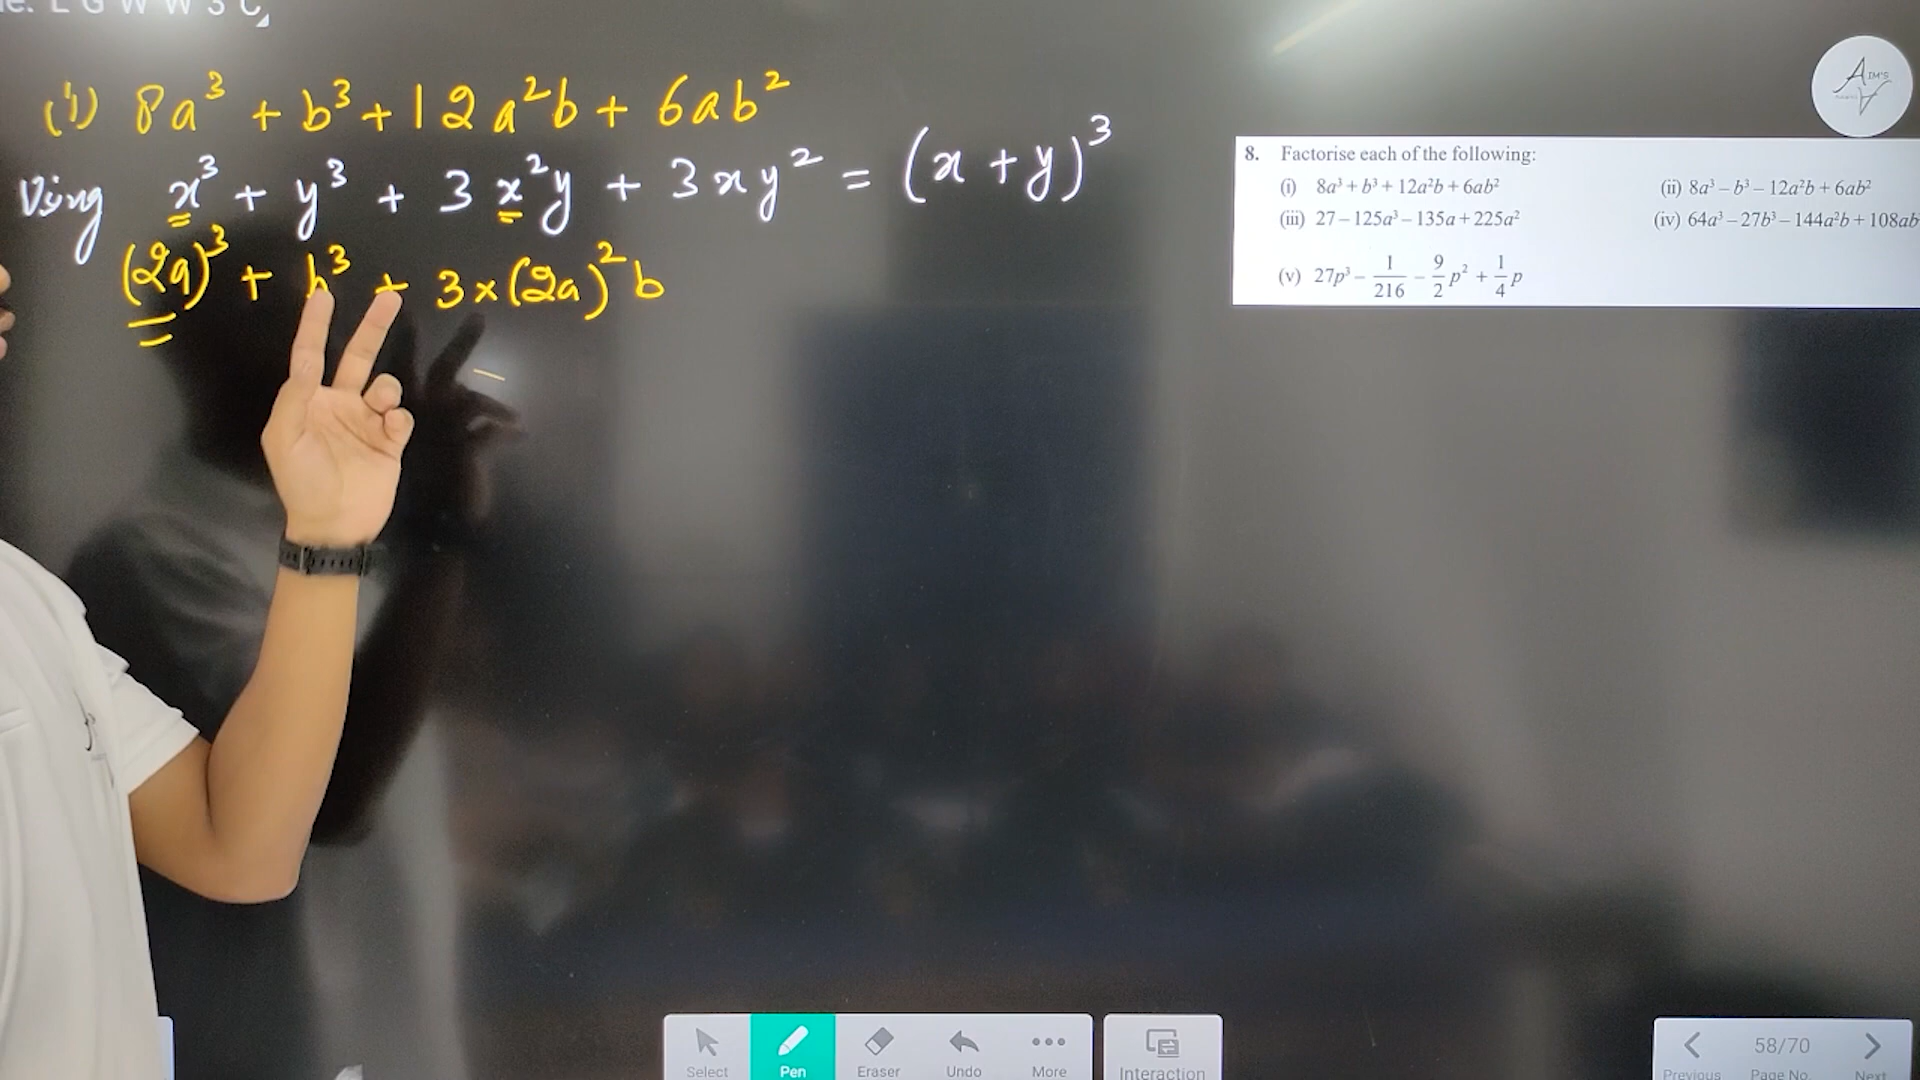 (i) 8a³ + b³ + 12a²b + 6ab²
Using x³ + y³ + 3x²y + 3xy² = (x + y)³
(2a)³ + b³ + 3×(2a)²b
AIM'S
8. Factorise each of the following:
(i) 8a³ + b³ + 12a²b + 6ab² (ii) 8a³ – b³ – 12a²b + 6ab²
(iii) 27 – 125a³ – 135a + 225a² (iv) 64a³ – 27b³ – 144a²b + 108ab
(v) 27p³ – 1/216 – 9/2 p² + 1/4 p
Select Pen Eraser Undo More Interaction
58/70
Previous Page No. Next